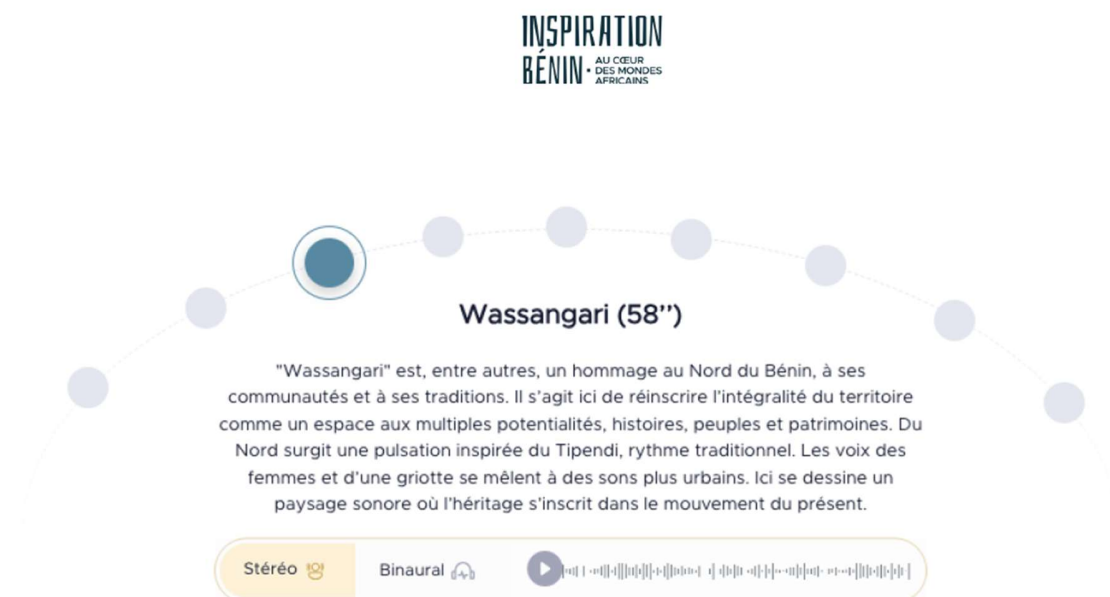 INSPIRATION
BÉNIN • AU CŒUR
DES MONDES
AFRICAINS
Wassangari (58’’)
"Wassangari" est, entre autres, un hommage au Nord du Bénin, à ses
communautés et à ses traditions. Il s’agit ici de réinscrire l’intégralité du territoire
comme un espace aux multiples potentialités, histoires, peuples et patrimoines. Du
Nord surgit une pulsation inspirée du Tipendi, rythme traditionnel. Les voix des
femmes et d’une griotte se mêlent à des sons plus urbains. Ici se dessine un
paysage sonore où l’héritage s’inscrit dans le mouvement du présent.
Stéréo Binaural